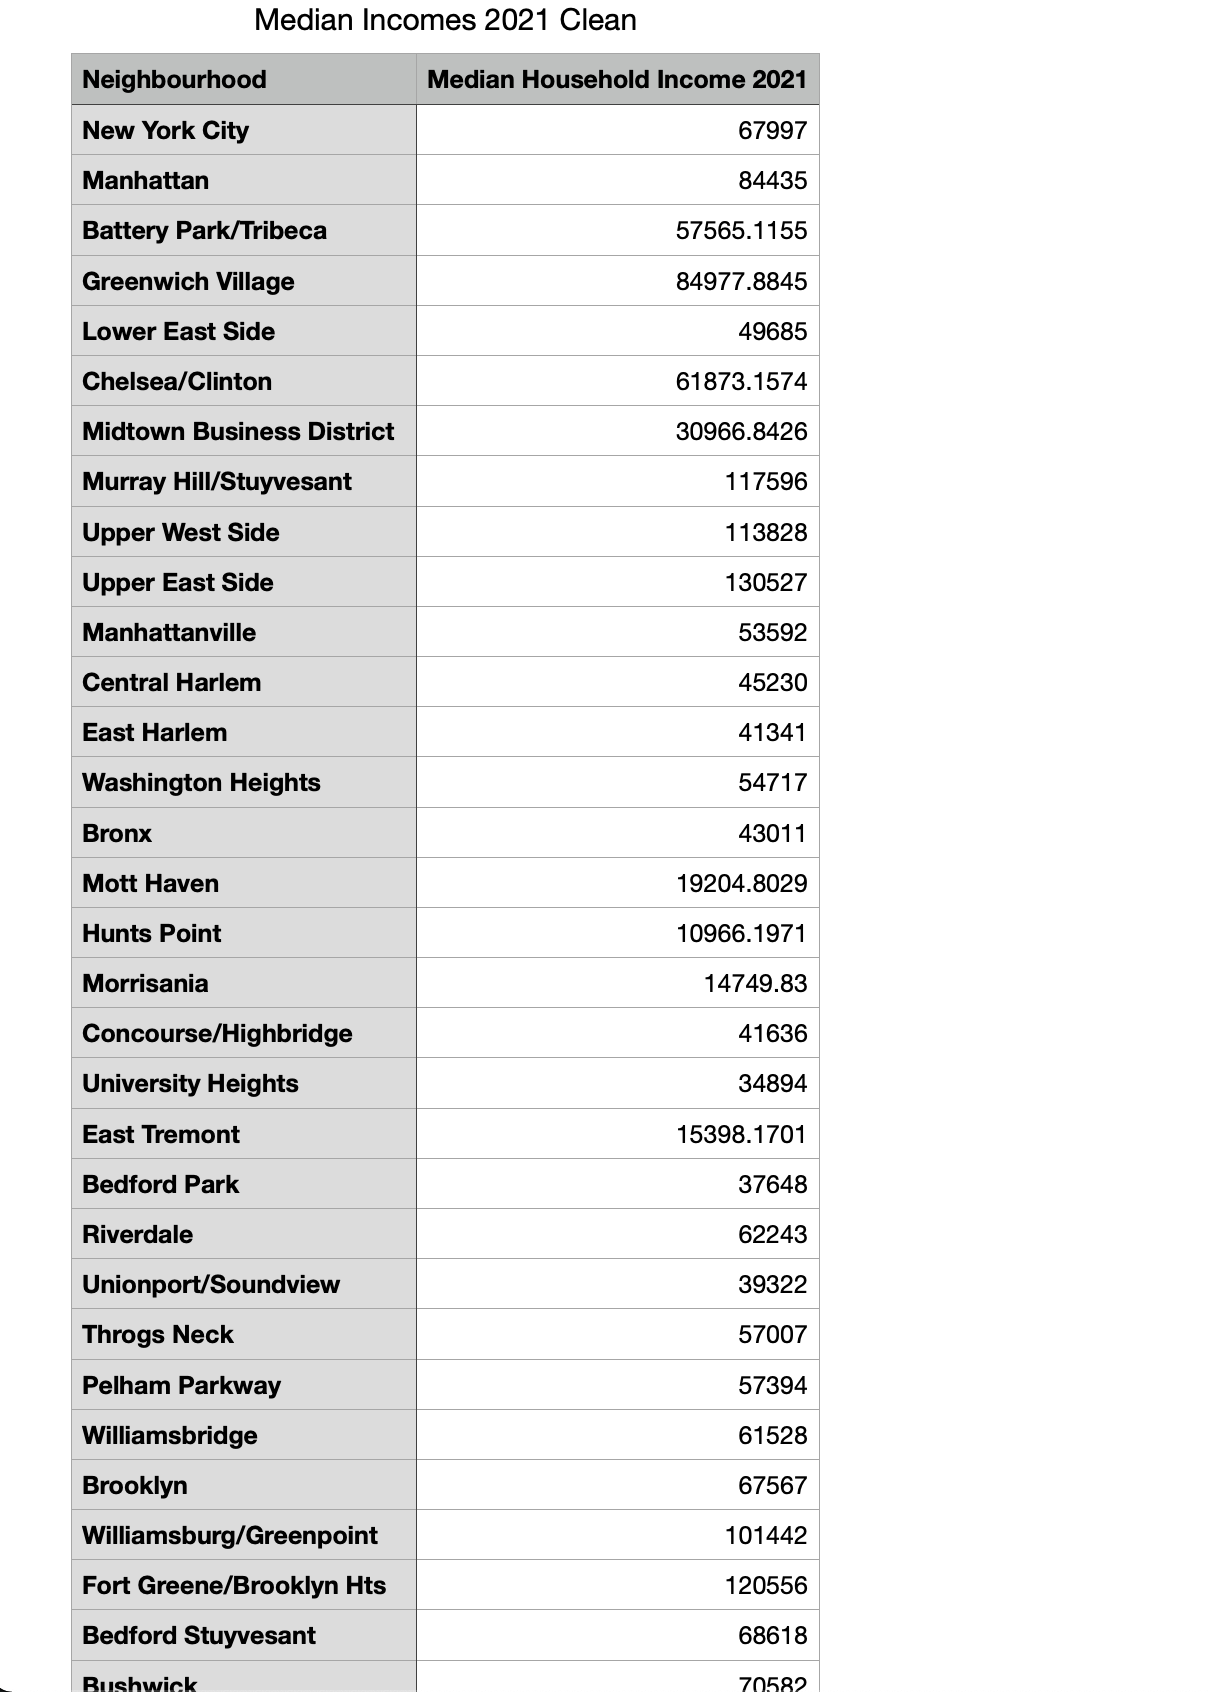 Median Incomes 2021 Clean
Neighbourhood Median Household Income 2021
New York City 67997
Manhattan 84435
Battery Park/Tribeca 57565.1155
Greenwich Village 84977.8845
Lower East Side 49685
Chelsea/Clinton 61873.1574
Midtown Business District 30966.8426
Murray Hill/Stuyvesant 117596
Upper West Side 113828
Upper East Side 130527
Manhattanville 53592
Central Harlem 45230
East Harlem 41341
Washington Heights 54717
Bronx 43011
Mott Haven 19204.8029
Hunts Point 10966.1971
Morrisania 14749.83
Concourse/Highbridge 41636
University Heights 34894
East Tremont 15398.1701
Bedford Park 37648
Riverdale 62243
Unionport/Soundview 39322
Throgs Neck 57007
Pelham Parkway 57394
Williamsbridge 61528
Brooklyn 67567
Williamsburg/Greenpoint 101442
Fort Greene/Brooklyn Hts 120556
Bedford Stuyvesant 68618
Bushwick 70582